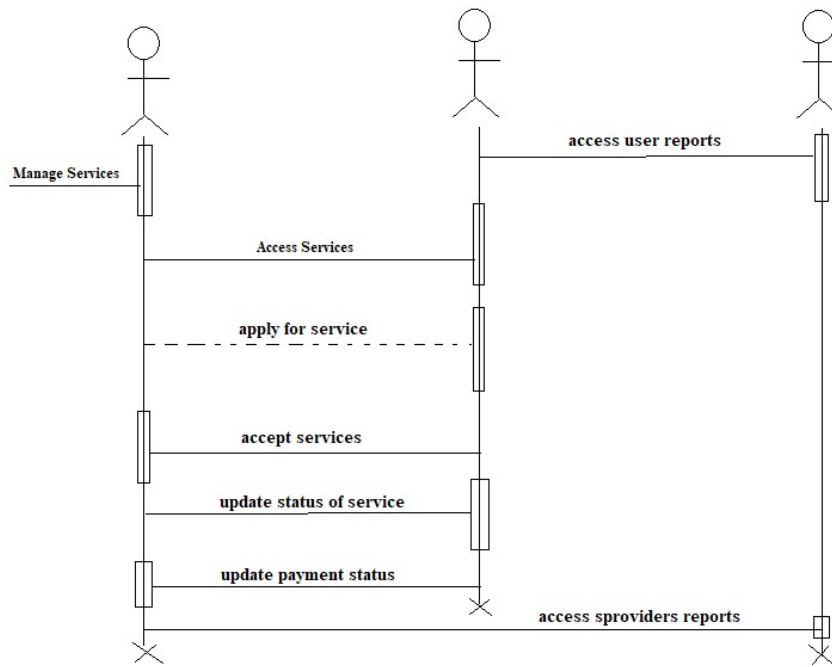 access user reports
Manage Services
Access Services
apply for service
accept services
update status of service
update payment status
access sproviders reports